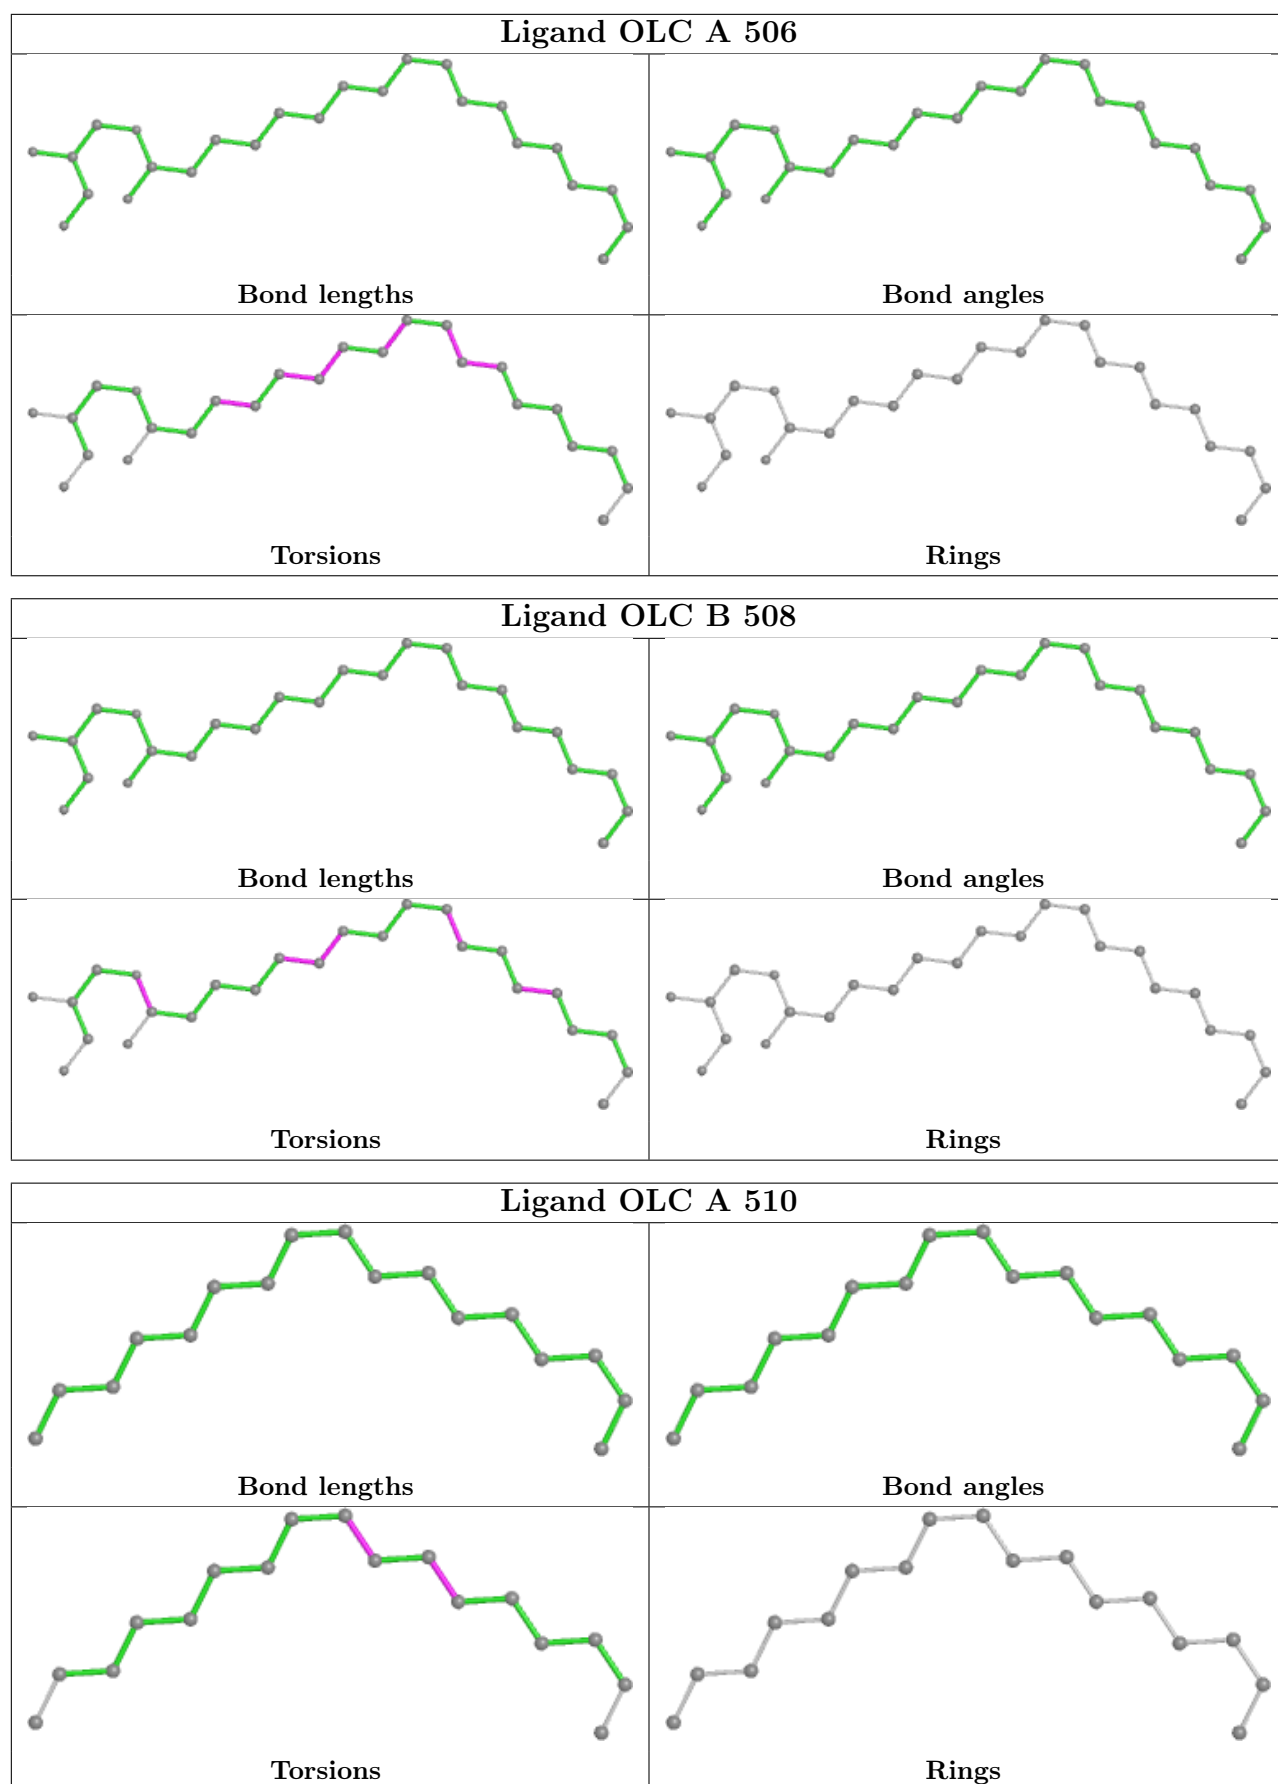 Ligand OLC A 506
Bond lengths
Bond angles
Torsions
Rings
Ligand OLC B 508
Bond lengths
Bond angles
Torsions
Rings
Ligand OLC A 510
Bond lengths
Bond angles
Torsions
Rings